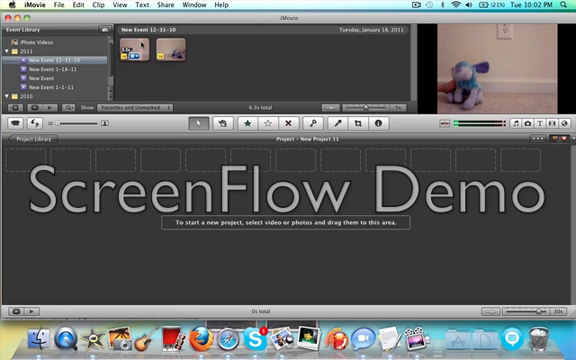 iMovie File Edit Clip View Text Share Window Help
Tue 10:02 PM
iMovie
Event Library
New Event 12-31-10
Tuesday, January 18, 2011
iPhoto Videos
2011
New Event 12-31-10
New Event 1-18-11
New Event
New Event 1-1-11
2010
Show: Favorites and Unmarked
6.3s total
5s
Project Library
Project - New Project 11
ScreenFlow Demo
To start a new project, select video or photos and drag them to this area.
0s total
30s